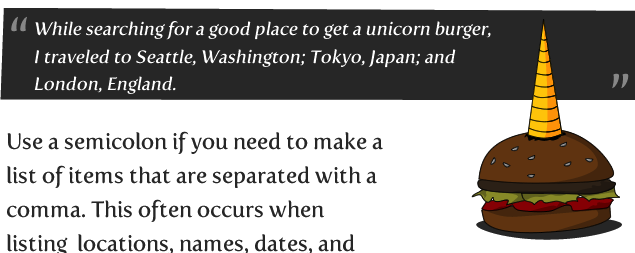 “ While searching for a good place to get a unicorn burger,
I traveled to Seattle, Washington; Tokyo, Japan; and
London, England. ”
Use a semicolon if you need to make a
list of items that are separated with a
comma. This often occurs when
listing locations, names, dates, and